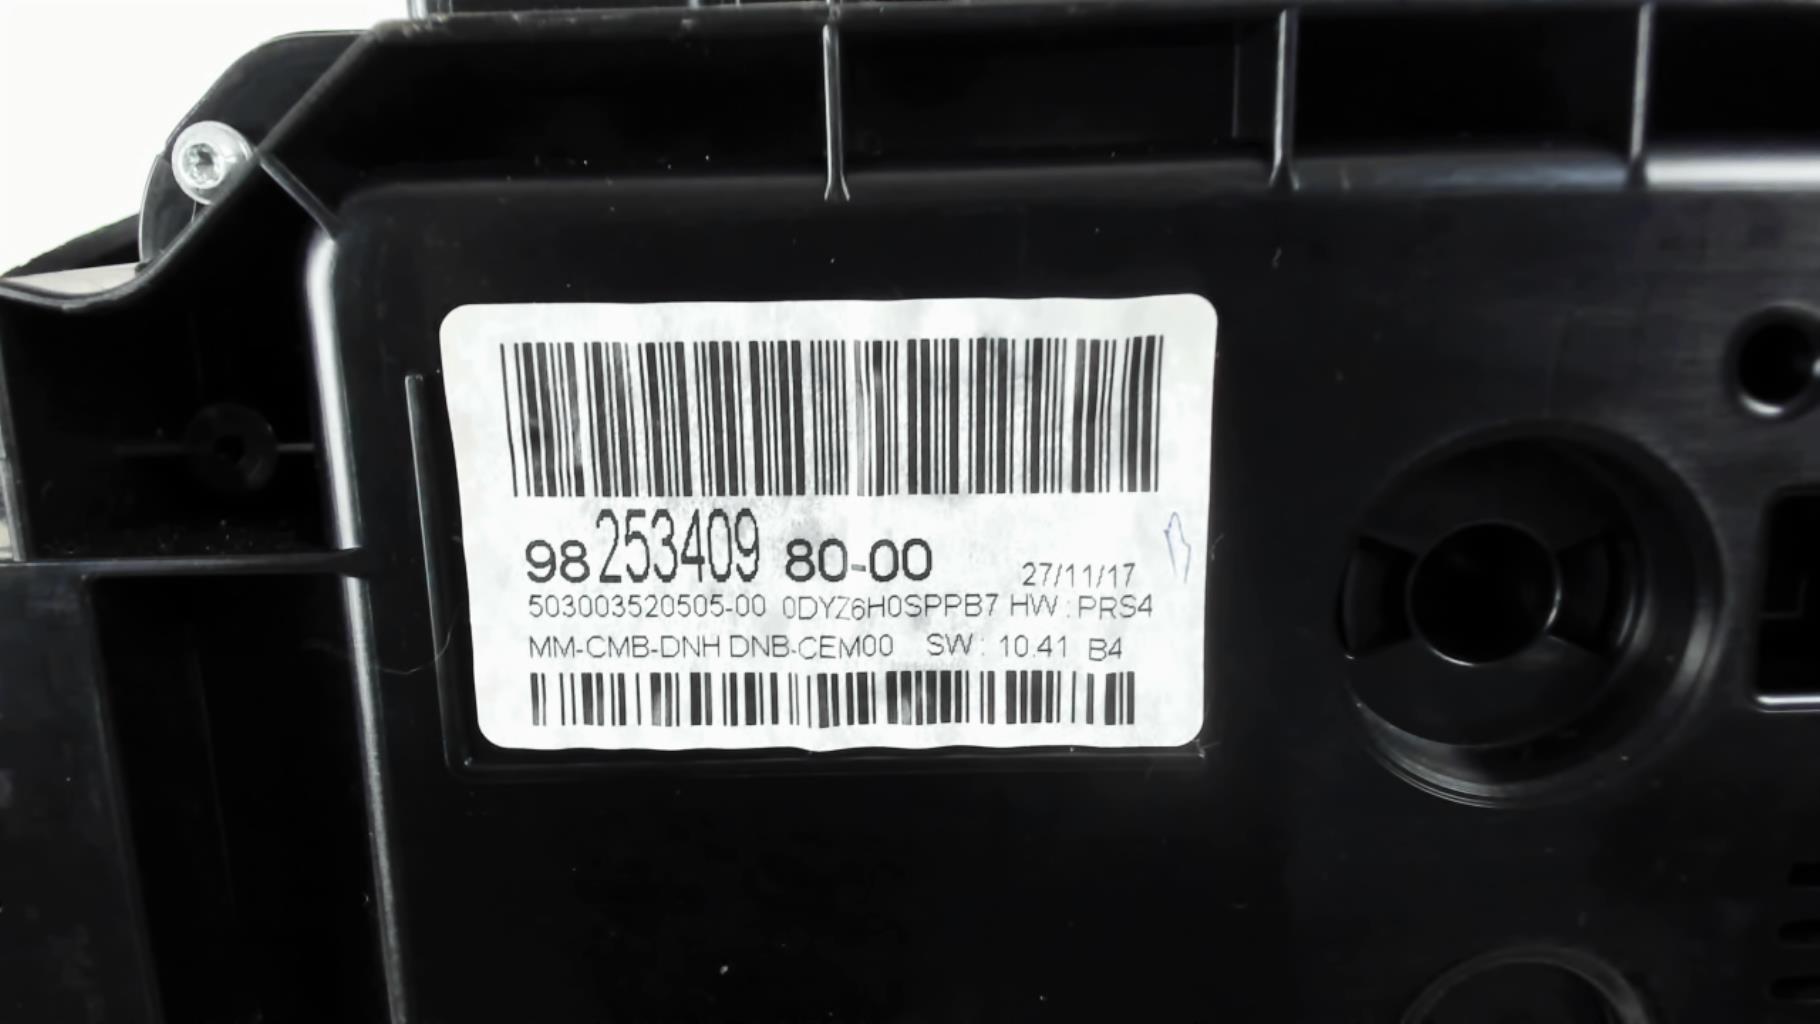 98 253409 80-00 27/11/17
503003520505-00 0DYZ6H0SPPB7 HW : PRS4
MM-CMB-DNH DNB-CEM00 SW : 10.41 B4